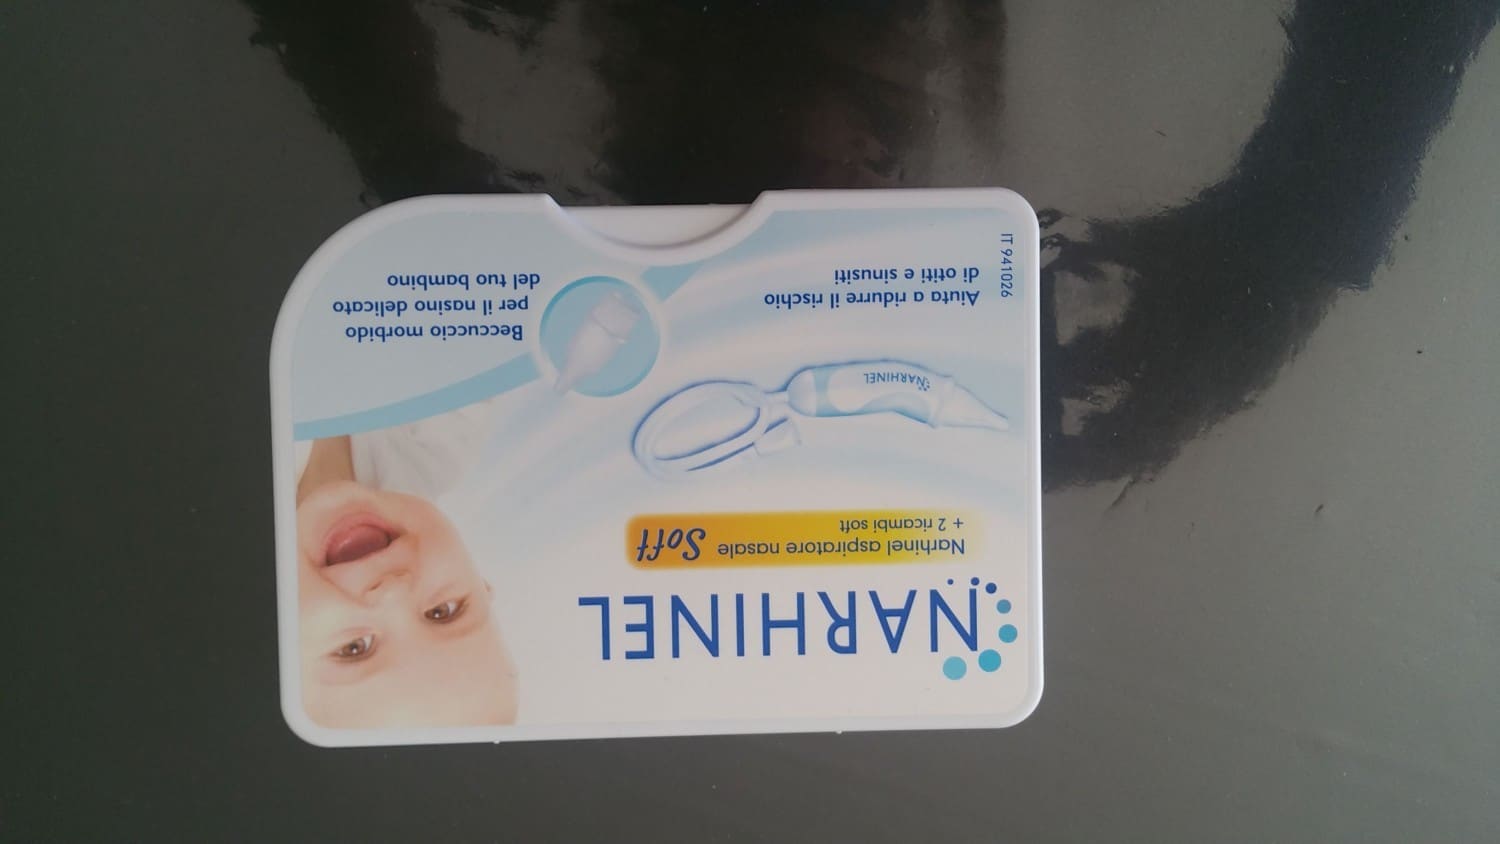 NARHINEL
Narhinel aspiratore nasale Soft
+ 2 ricambi soft
NARHINEL
Beccuccio morbido
per il nasino delicato
del tuo bambino
Aiuta a ridurre il rischio
di otiti e sinusiti
IT 941026